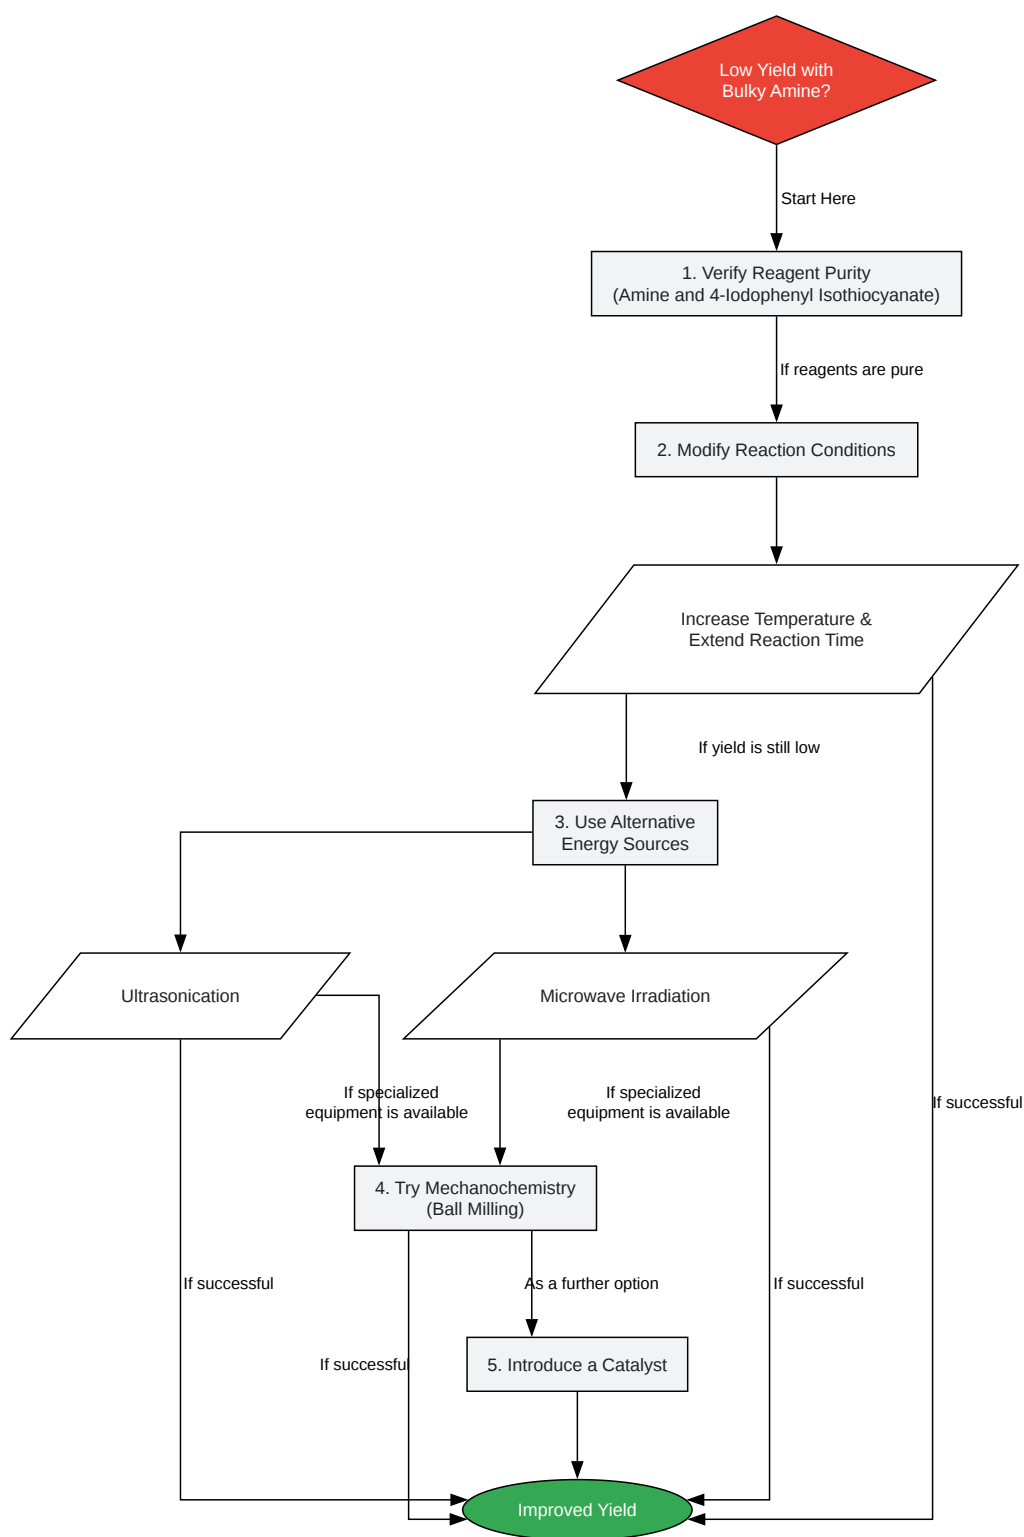 Low Yield with
Bulky Amine?
Start Here
1. Verify Reagent Purity
(Amine and 4-Iodophenyl Isothiocyanate)
If reagents are pure
2. Modify Reaction Conditions
Increase Temperature &
Extend Reaction Time
If yield is still low
3. Use Alternative
Energy Sources
Ultrasonication
Microwave Irradiation
If specialized
equipment is available
If specialized
equipment is available
If successful
4. Try Mechanochemistry
(Ball Milling)
If successful
As a further option
If successful
If successful
5. Introduce a Catalyst
Improved Yield